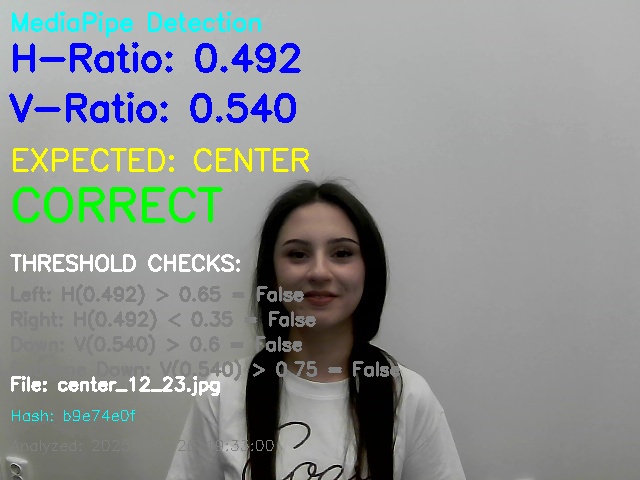 MediaPipe Detection
H-Ratio: 0.492
V-Ratio: 0.540
EXPECTED: CENTER
CORRECT
THRESHOLD CHECKS:
Left: H(0.492) > 0.65 = False
Right: H(0.492) < 0.35 = False
Down: V(0.540) > 0.6 = False
Down: V(0.540) > 0.75 = False
File: center_12_23.jpg
Hash: b9e74e0f
Analyzed: